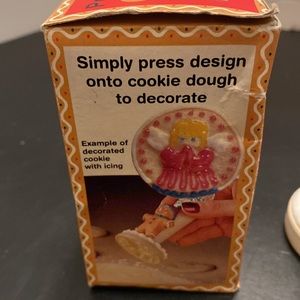 Simply press design
onto cookie dough
to decorate
Example of
decorated
cookie
with icing